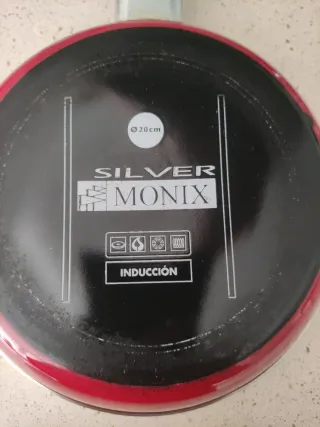 Ø20cm
SILVER
MONIX
INDUCCIÓN